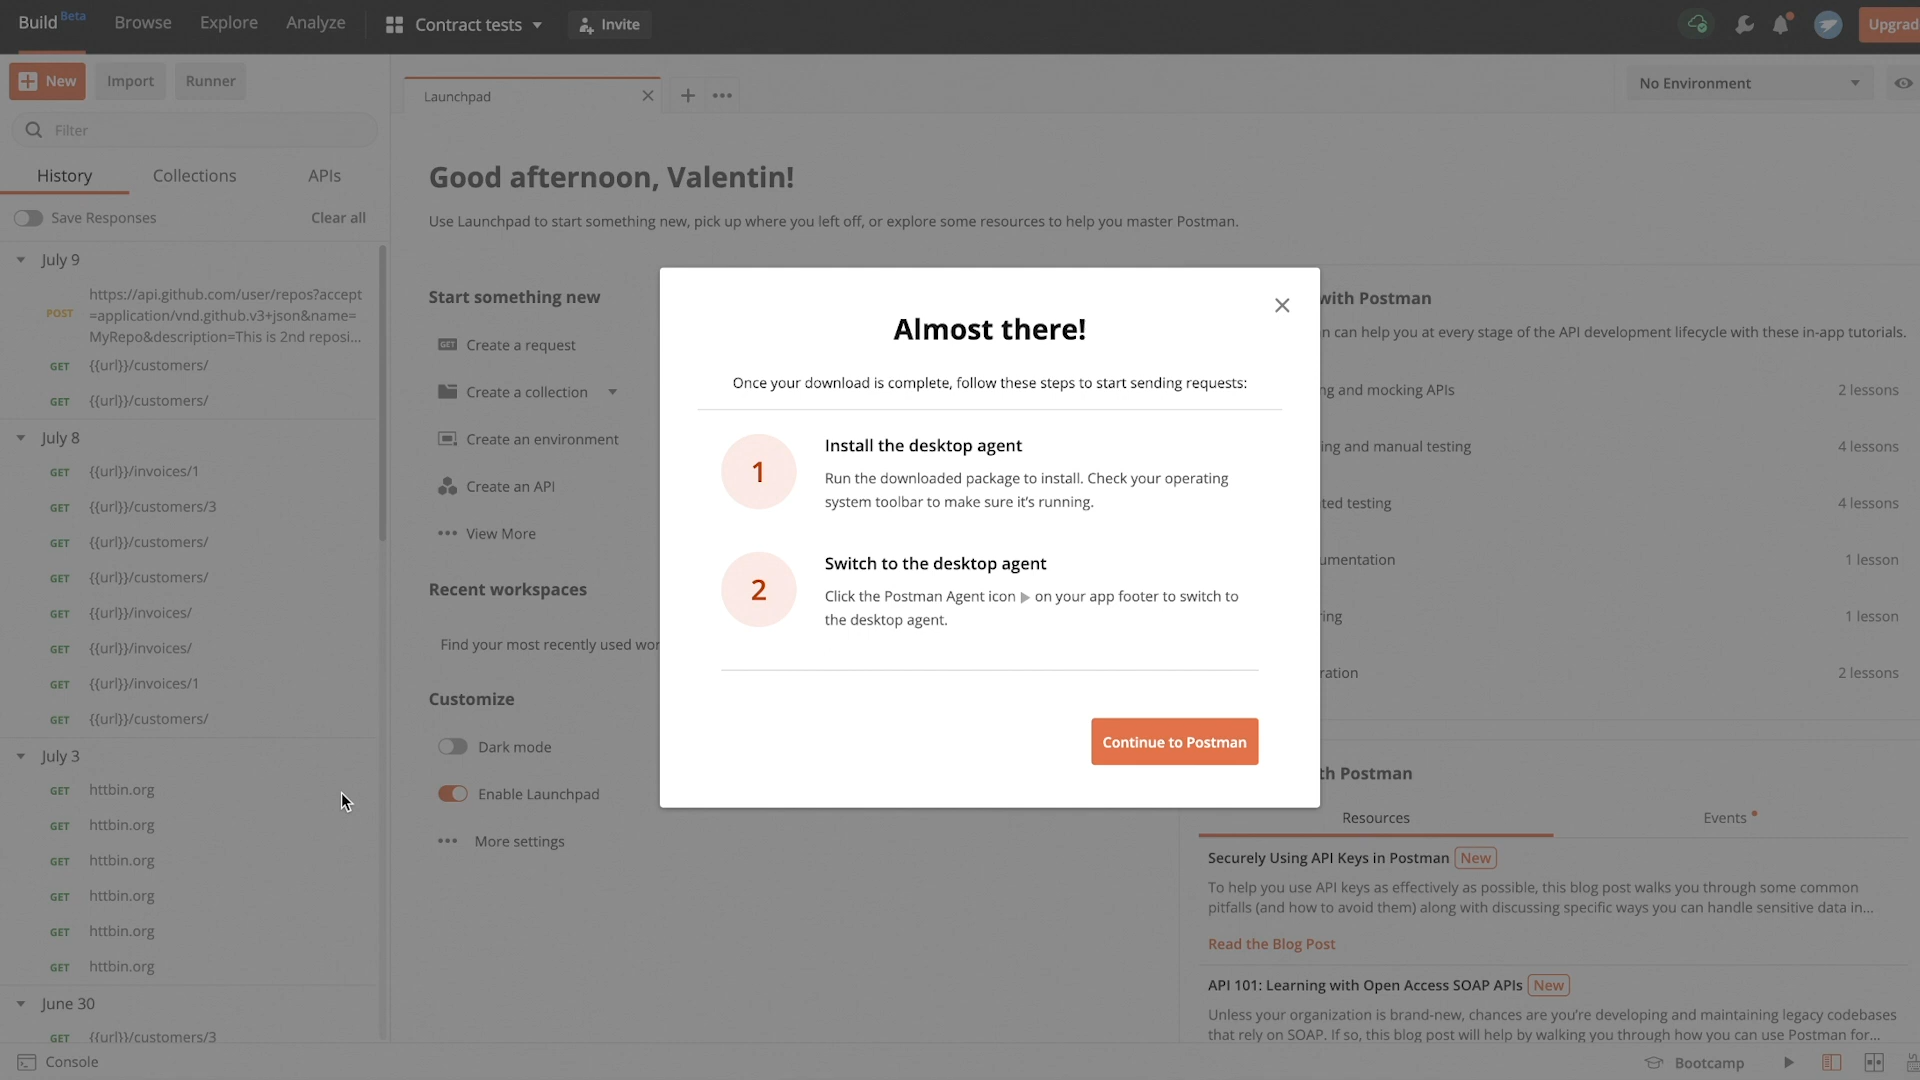 Build Beta Browse Explore Analyze Contract tests Invite Upgrad
New Import Runner
Launchpad
No Environment
Filter
History Collections APIs
Save Responses Clear all
July 9
POST https://api.github.com/user/repos?accept
=application/vnd.github.v3+json&name=
MyRepo&description=This is 2nd reposi...
GET {{url}}/customers/
GET {{url}}/customers/
July 8
GET {{url}}/invoices/1
GET {{url}}/customers/3
GET {{url}}/customers/
GET {{url}}/customers/
GET {{url}}/invoices/
GET {{url}}/invoices/
GET {{url}}/invoices/1
GET {{url}}/customers/
July 3
GET httbin.org
GET httbin.org
GET httbin.org
GET httbin.org
GET httbin.org
GET httbin.org
June 30
GET {{url}}/customers/3
Good afternoon, Valentin!
Use Launchpad to start something new, pick up where you left off, or explore some resources to help you master Postman.
Start something new
GET Create a request
Create a collection
Create an environment
Create an API
View More
Recent workspaces
Find your most recently used wor
Customize
Dark mode
Enable Launchpad
More settings
Almost there!
Once your download is complete, follow these steps to start sending requests:
1
Install the desktop agent
Run the downloaded package to install. Check your operating
system toolbar to make sure it's running.
2
Switch to the desktop agent
Click the Postman Agent icon on your app footer to switch to
the desktop agent.
Continue to Postman
with Postman
n can help you at every stage of the API development lifecycle with these in-app tutorials.
ng and mocking APIs 2 lessons
ing and manual testing 4 lessons
ted testing 4 lessons
umentation 1 lesson
ring 1 lesson
ration 2 lessons
th Postman
Resources Events
Securely Using API Keys in Postman New
To help you use API keys as effectively as possible, this blog post walks you through some common
pitfalls (and how to avoid them) along with discussing specific ways you can handle sensitive data in...
Read the Blog Post
API 101: Learning with Open Access SOAP APIs New
Unless your organization is brand-new, chances are you're developing and maintaining legacy codebases
that rely on SOAP. If so, this blog post will help by walking you through how you can use Postman for...
Console
Bootcamp